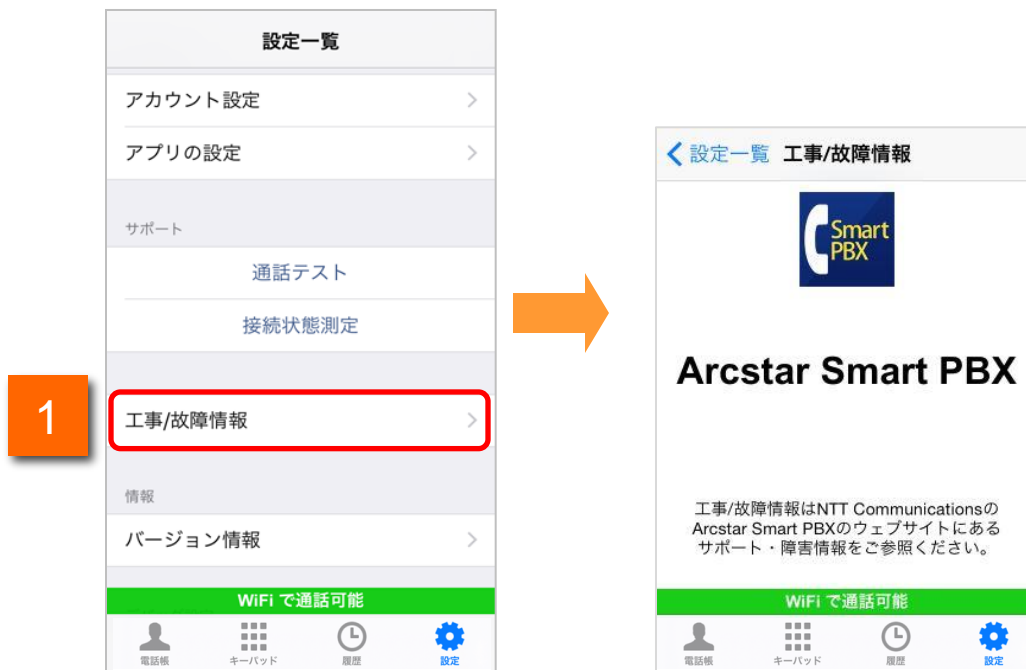 設定一覧
アカウント設定
アプリの設定
サポート
通話テスト
接続状態測定
1
工事/故障情報
情報
バージョン情報
WiFi で通話可能
電話帳
キーパッド
履歴
設定
設定一覧 工事/故障情報
Smart
PBX
Arcstar Smart PBX
工事/故障情報はNTT Communicationsの
Arcstar Smart PBXのウェブサイトにある
サポート・障害情報をご参照ください。
WiFi で通話可能
電話帳
キーパッド
履歴
設定